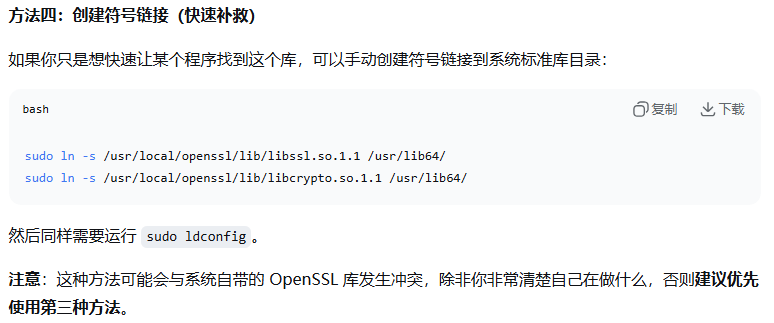 方法四：创建符号链接（快速补救）
如果你只是想快速让某个程序找到这个库，可以手动创建符号链接到系统标准库目录：
bash
复制 下载
sudo ln -s /usr/local/openssl/lib/libssl.so.1.1 /usr/lib64/
sudo ln -s /usr/local/openssl/lib/libcrypto.so.1.1 /usr/lib64/
然后同样需要运行 sudo ldconfig。
注意：这种方法可能会与系统自带的 OpenSSL 库发生冲突，除非你非常清楚自己在做什么，否则建议优先
使用第三种方法。